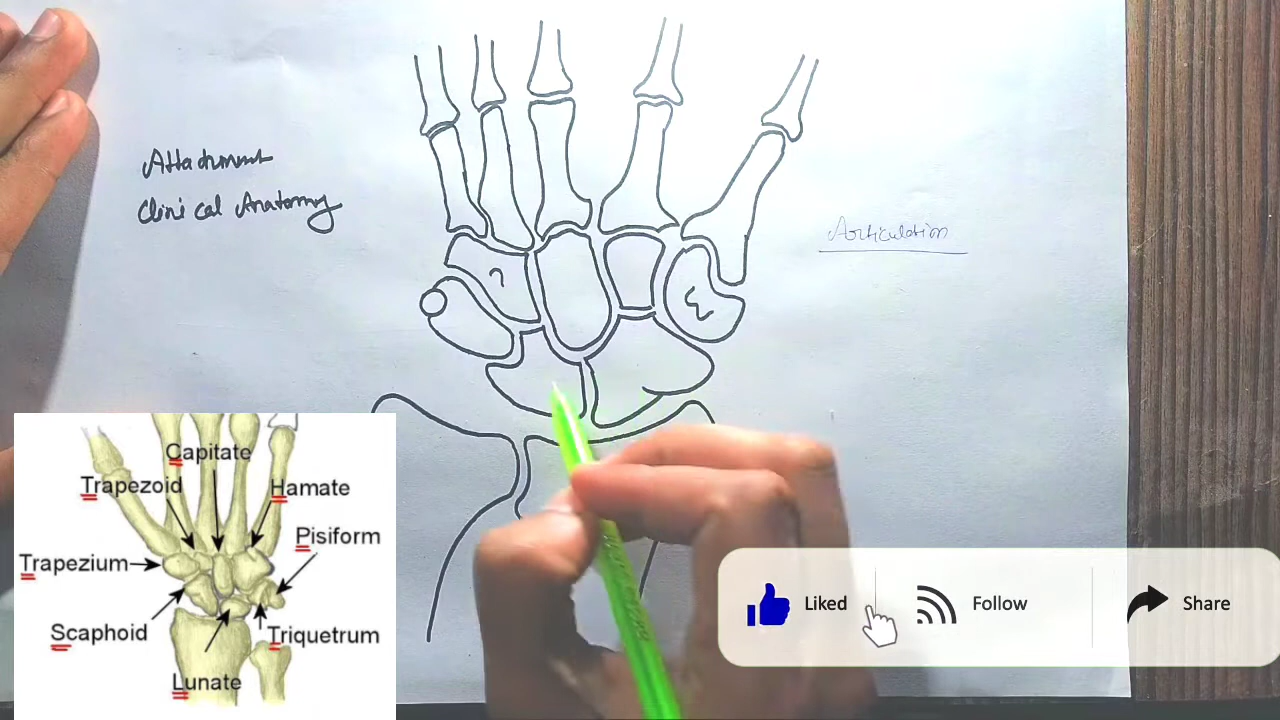 Attachment
Clinical Anatomy
Articulation
Capitate
Trapezoid
Hamate
Pisiform
Trapezium
Scaphoid
Triquetrum
Lunate
Liked
Follow
Share